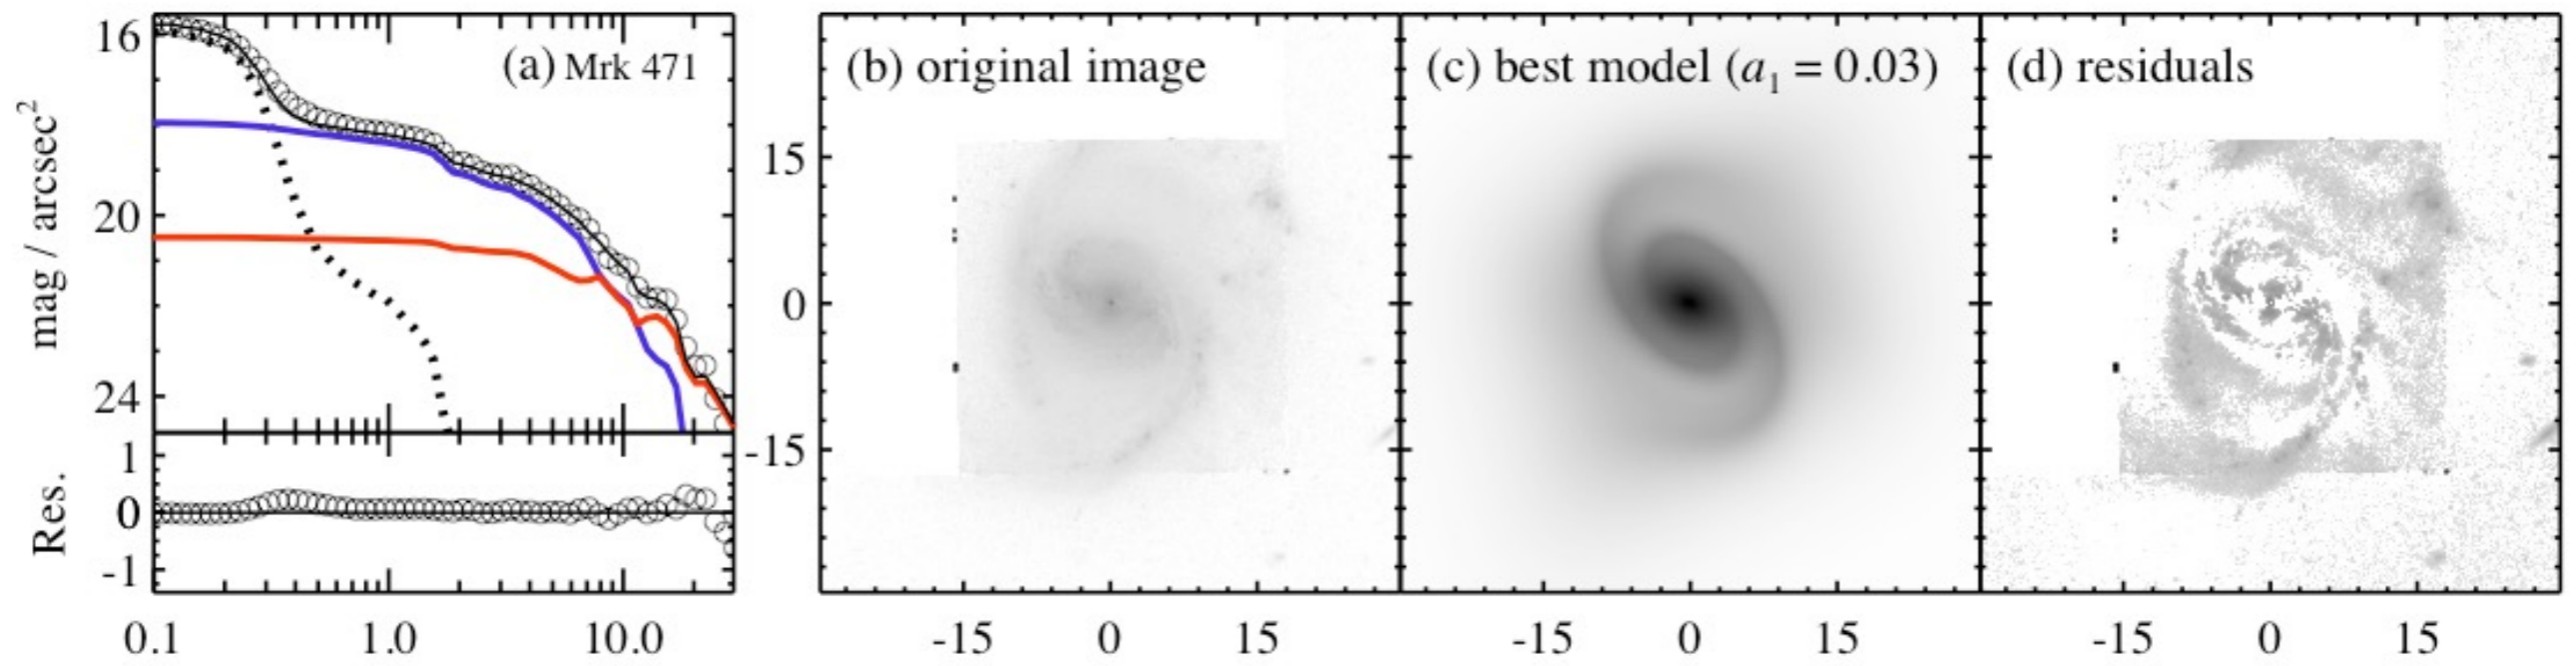 (a) Mrk 471
(b) original image
(c) best model (a₁ = 0.03)
(d) residuals
mag / arcsec²
16
20
24
Res.
1
0
-1
0.1 1.0 10.0
15
0
-15
-15 0 15
-15 0 15
-15 0 15